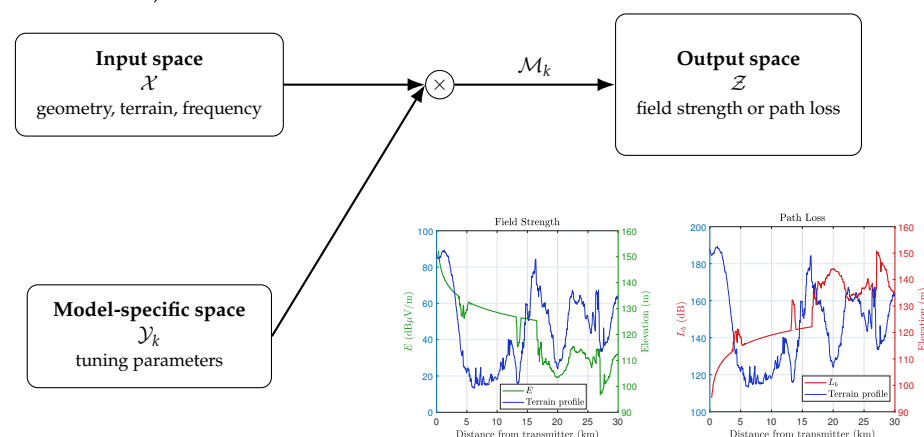 Input space
𝒳
geometry, terrain, frequency
×
ℳk
Output space
𝒵
field strength or path loss
Model-specific space
𝒴k
tuning parameters
Field Strength
100
80
60
40
20
0
E (dBμV/m)
160
150
140
130
120
110
100
90
Elevation (m)
E
Terrain profile
0 5 10 15 20 25 30
Distance from transmitter (km)
Path Loss
200
180
160
140
120
100
Lb (dB)
160
150
140
130
120
110
100
90
Elevation (m)
Lb
Terrain profile
0 5 10 15 20 25 30
Distance from transmitter (km)